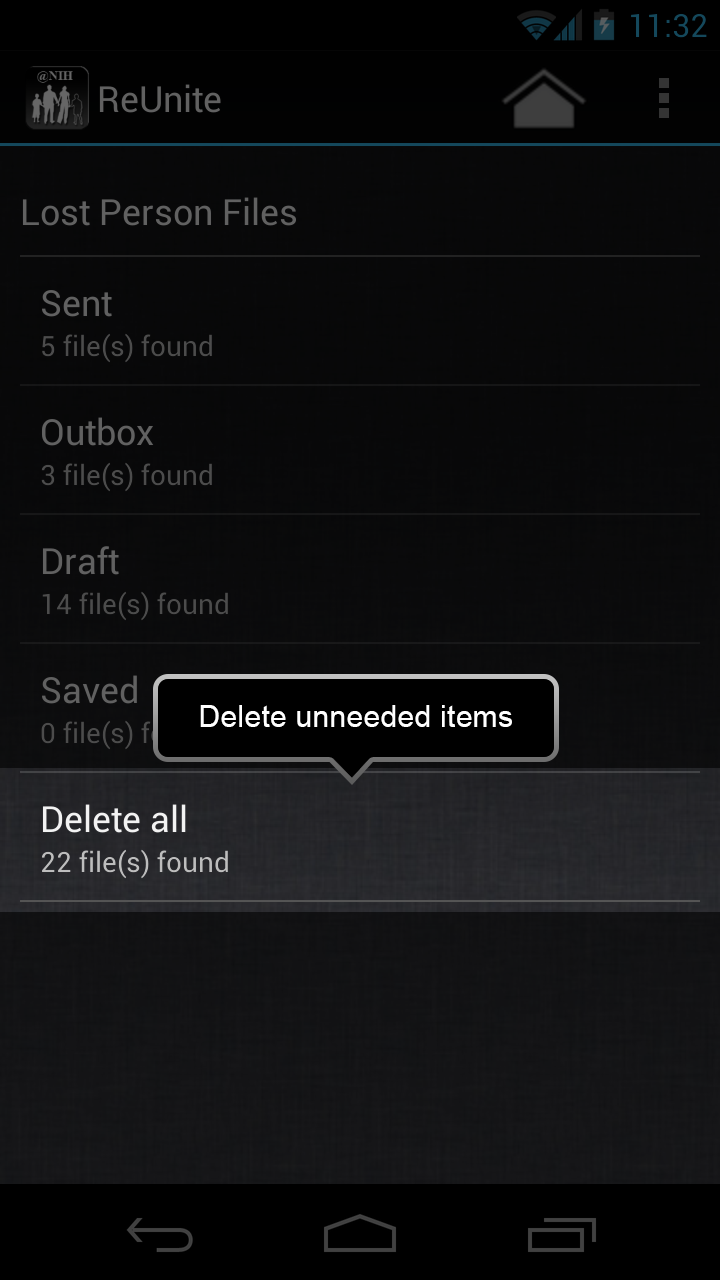 11:32
@NIH
ReUnite
Lost Person Files
Sent
5 file(s) found
Outbox
3 file(s) found
Draft
14 file(s) found
Saved
0 file(s)
Delete unneeded items
Delete all
22 file(s) found